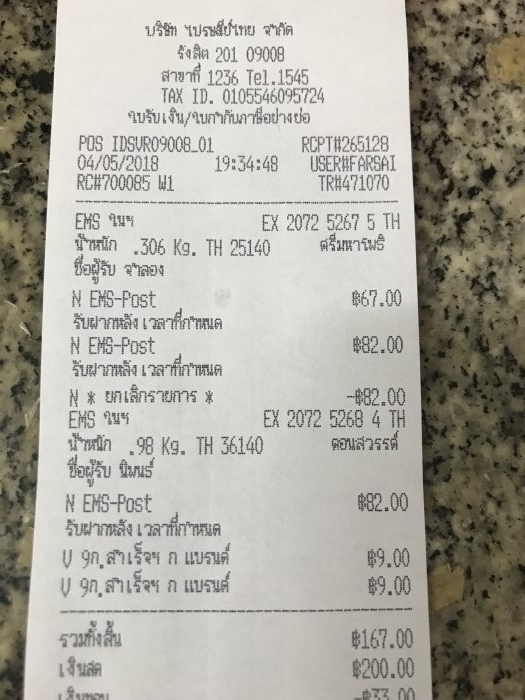 บริษัท ไปรษณีย์ไทย จำกัด
รังสิต 201 09008
สาขาที่ 1236 Tel.1545
TAX ID. 0105546095724
ใบรับเงิน/ใบกำกับภาษีอย่างย่อ
POS IDSVR09008_01 RCPT#265128
04/05/2018 19:34:48 USER#FARSAI
RC#700085 W1 TR#471070
EMS ในฯ EX 2072 5267 5 TH
น้ำหนัก .306 Kg. TH 25140 ศรีมหาโพธิ
ชื่อผู้รับ จำลอง
N EMS-Post ฿67.00
รับฝากหลังเวลาที่กำหนด
N EMS-Post ฿82.00
รับฝากหลังเวลาที่กำหนด
N * ยกเลิกรายการ * -฿82.00
EMS ในฯ EX 2072 5268 4 TH
น้ำหนัก .98 Kg. TH 36140 คอนสวรรค์
ชื่อผู้รับ นิพนธ์
N EMS-Post ฿82.00
รับฝากหลังเวลาที่กำหนด
V 9ก.สำเร็จฯ ก แบรนด์ ฿9.00
V 9ก.สำเร็จฯ ก แบรนด์ ฿9.00
รวมทั้งสิ้น ฿167.00
เงินสด ฿200.00
เงินทอน -฿33.00